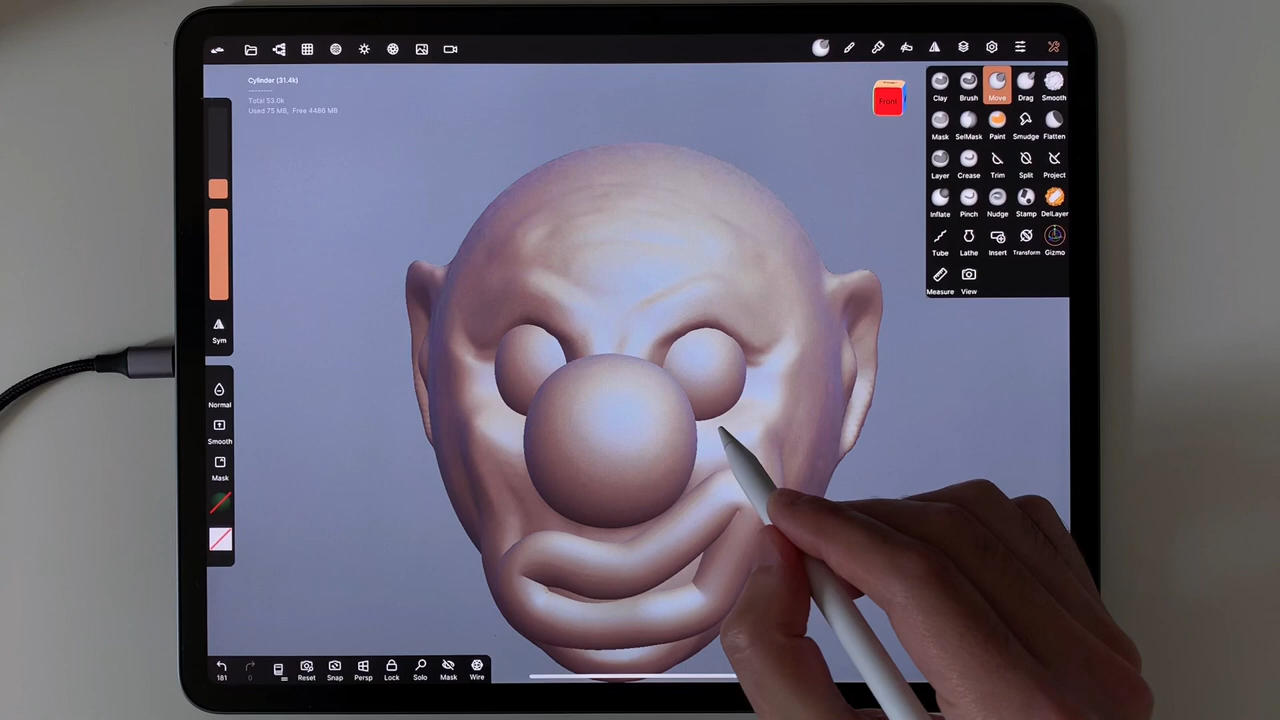 Cylinder (31.4k)
--------
Total 53.0k
Used 75 MB, Free 4486 MB
Front
Clay Brush Move Drag Smooth
Mask SelMask Paint Smudge Flatten
Layer Crease Trim Split Project
Inflate Pinch Nudge Stamp DelLayer
Tube Lathe Insert Transform Gizmo
Measure View
Sym
Normal
Smooth
Mask
181 0 Reset Snap Persp Lock Solo Mask Wire